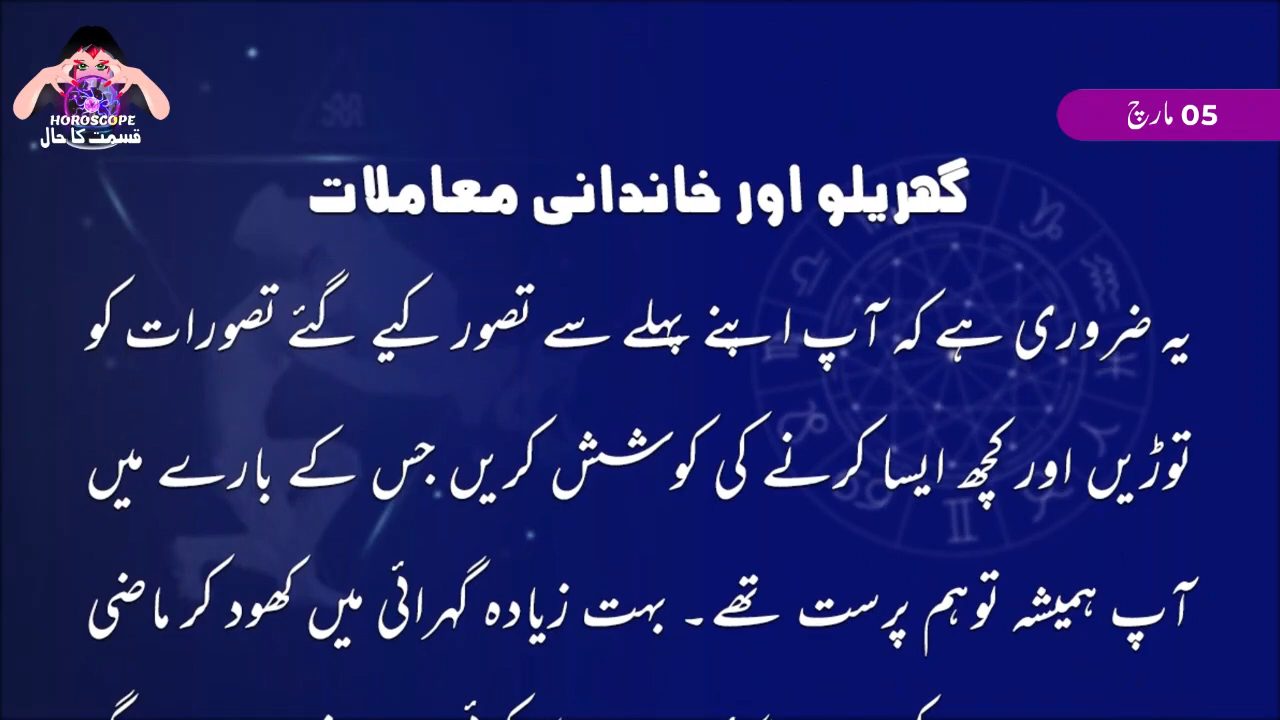 HOROSCOPE
قسمت کا حال
05 مارچ
گھریلو اور خاندانی معاملات
یہ ضروری ہے کہ آپ اپنے پہلے سے تصور کیے گئے تصورات کو
توڑیں اور کچھ ایسا کرنے کی کوشش کریں جس کے بارے میں
آپ ہمیشہ توہم پرست تھے۔ بہت زیادہ گہرائی میں کھود کر ماضی